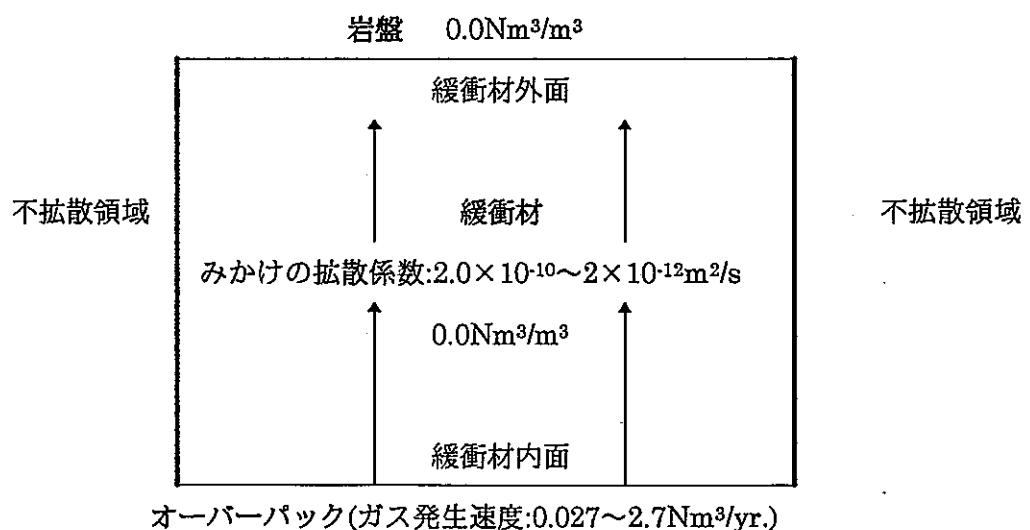 岩盤 0.0Nm³/m³
緩衝材外面
不拡散領域 緩衝材 不拡散領域
みかけの拡散係数:2.0×10⁻¹⁰～2×10⁻¹²m²/s
0.0Nm³/m³
緩衝材内面
オーバーパック(ガス発生速度:0.027～2.7Nm³/yr.)